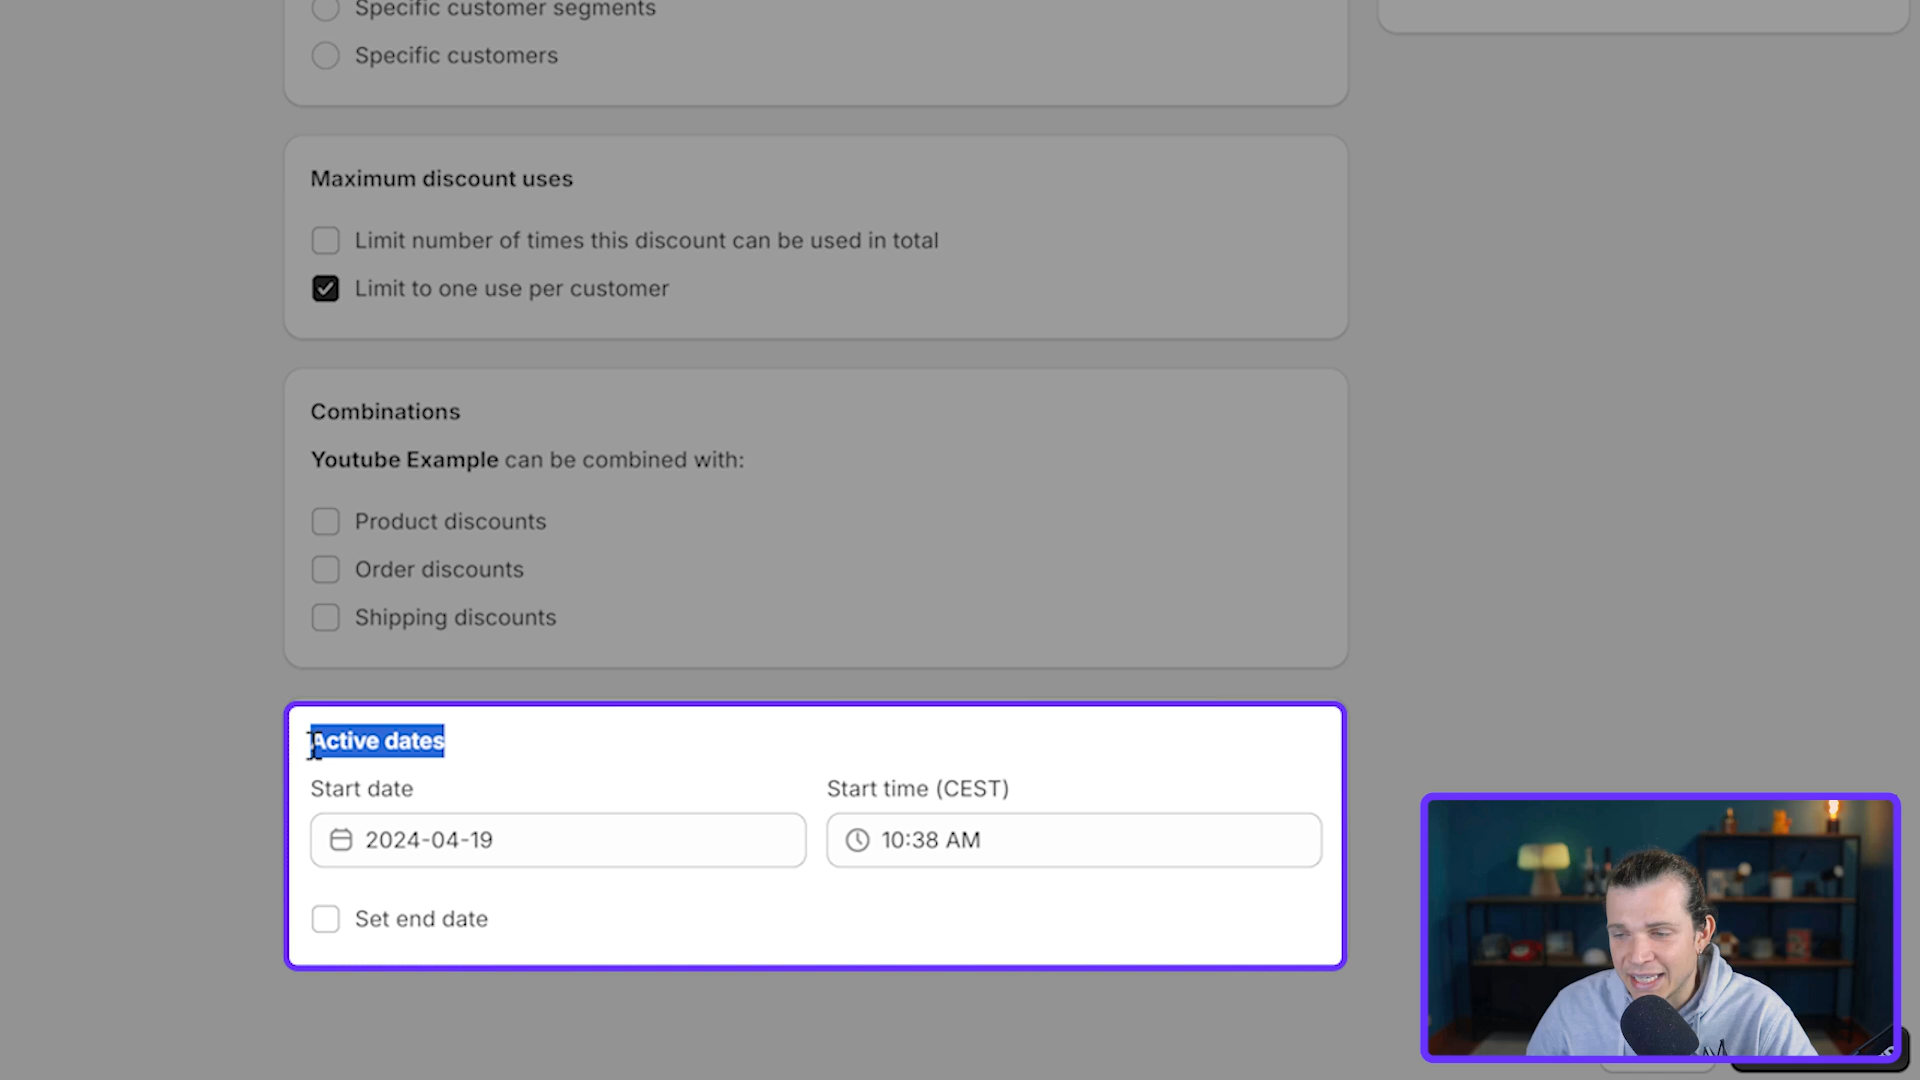 Specific customer segments
Specific customers
Maximum discount uses
Limit number of times this discount can be used in total
Limit to one use per customer
Combinations
Youtube Example can be combined with:
Product discounts
Order discounts
Shipping discounts
Active dates
Start date
Start time (CEST)
2024-04-19
10:38 AM
Set end date